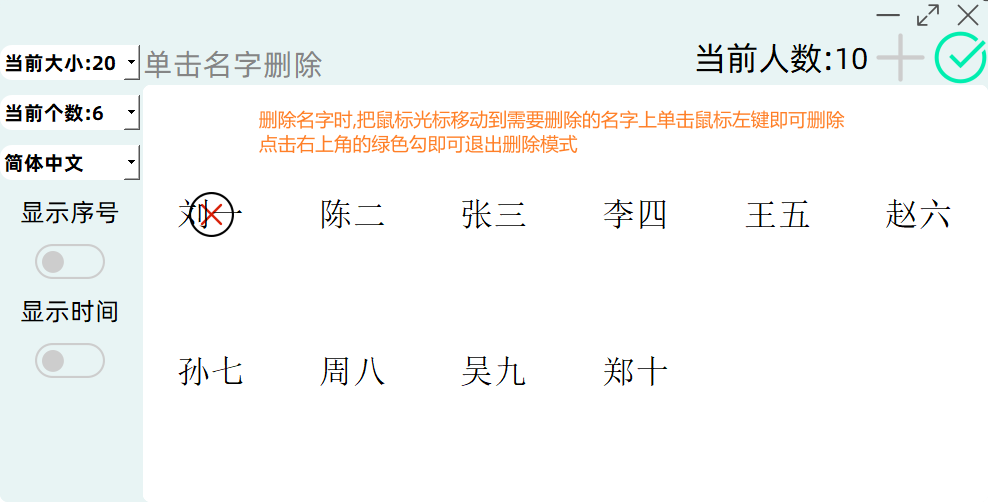 当前大小:20
单击名字删除
当前人数:10
当前个数:6
简体中文
显示序号
显示时间
删除名字时,把鼠标光标移动到需要删除的名字上单击鼠标左键即可删除
点击右上角的绿色勾即可退出删除模式
刘一 陈二 张三 李四 王五 赵六
孙七 周八 吴九 郑十